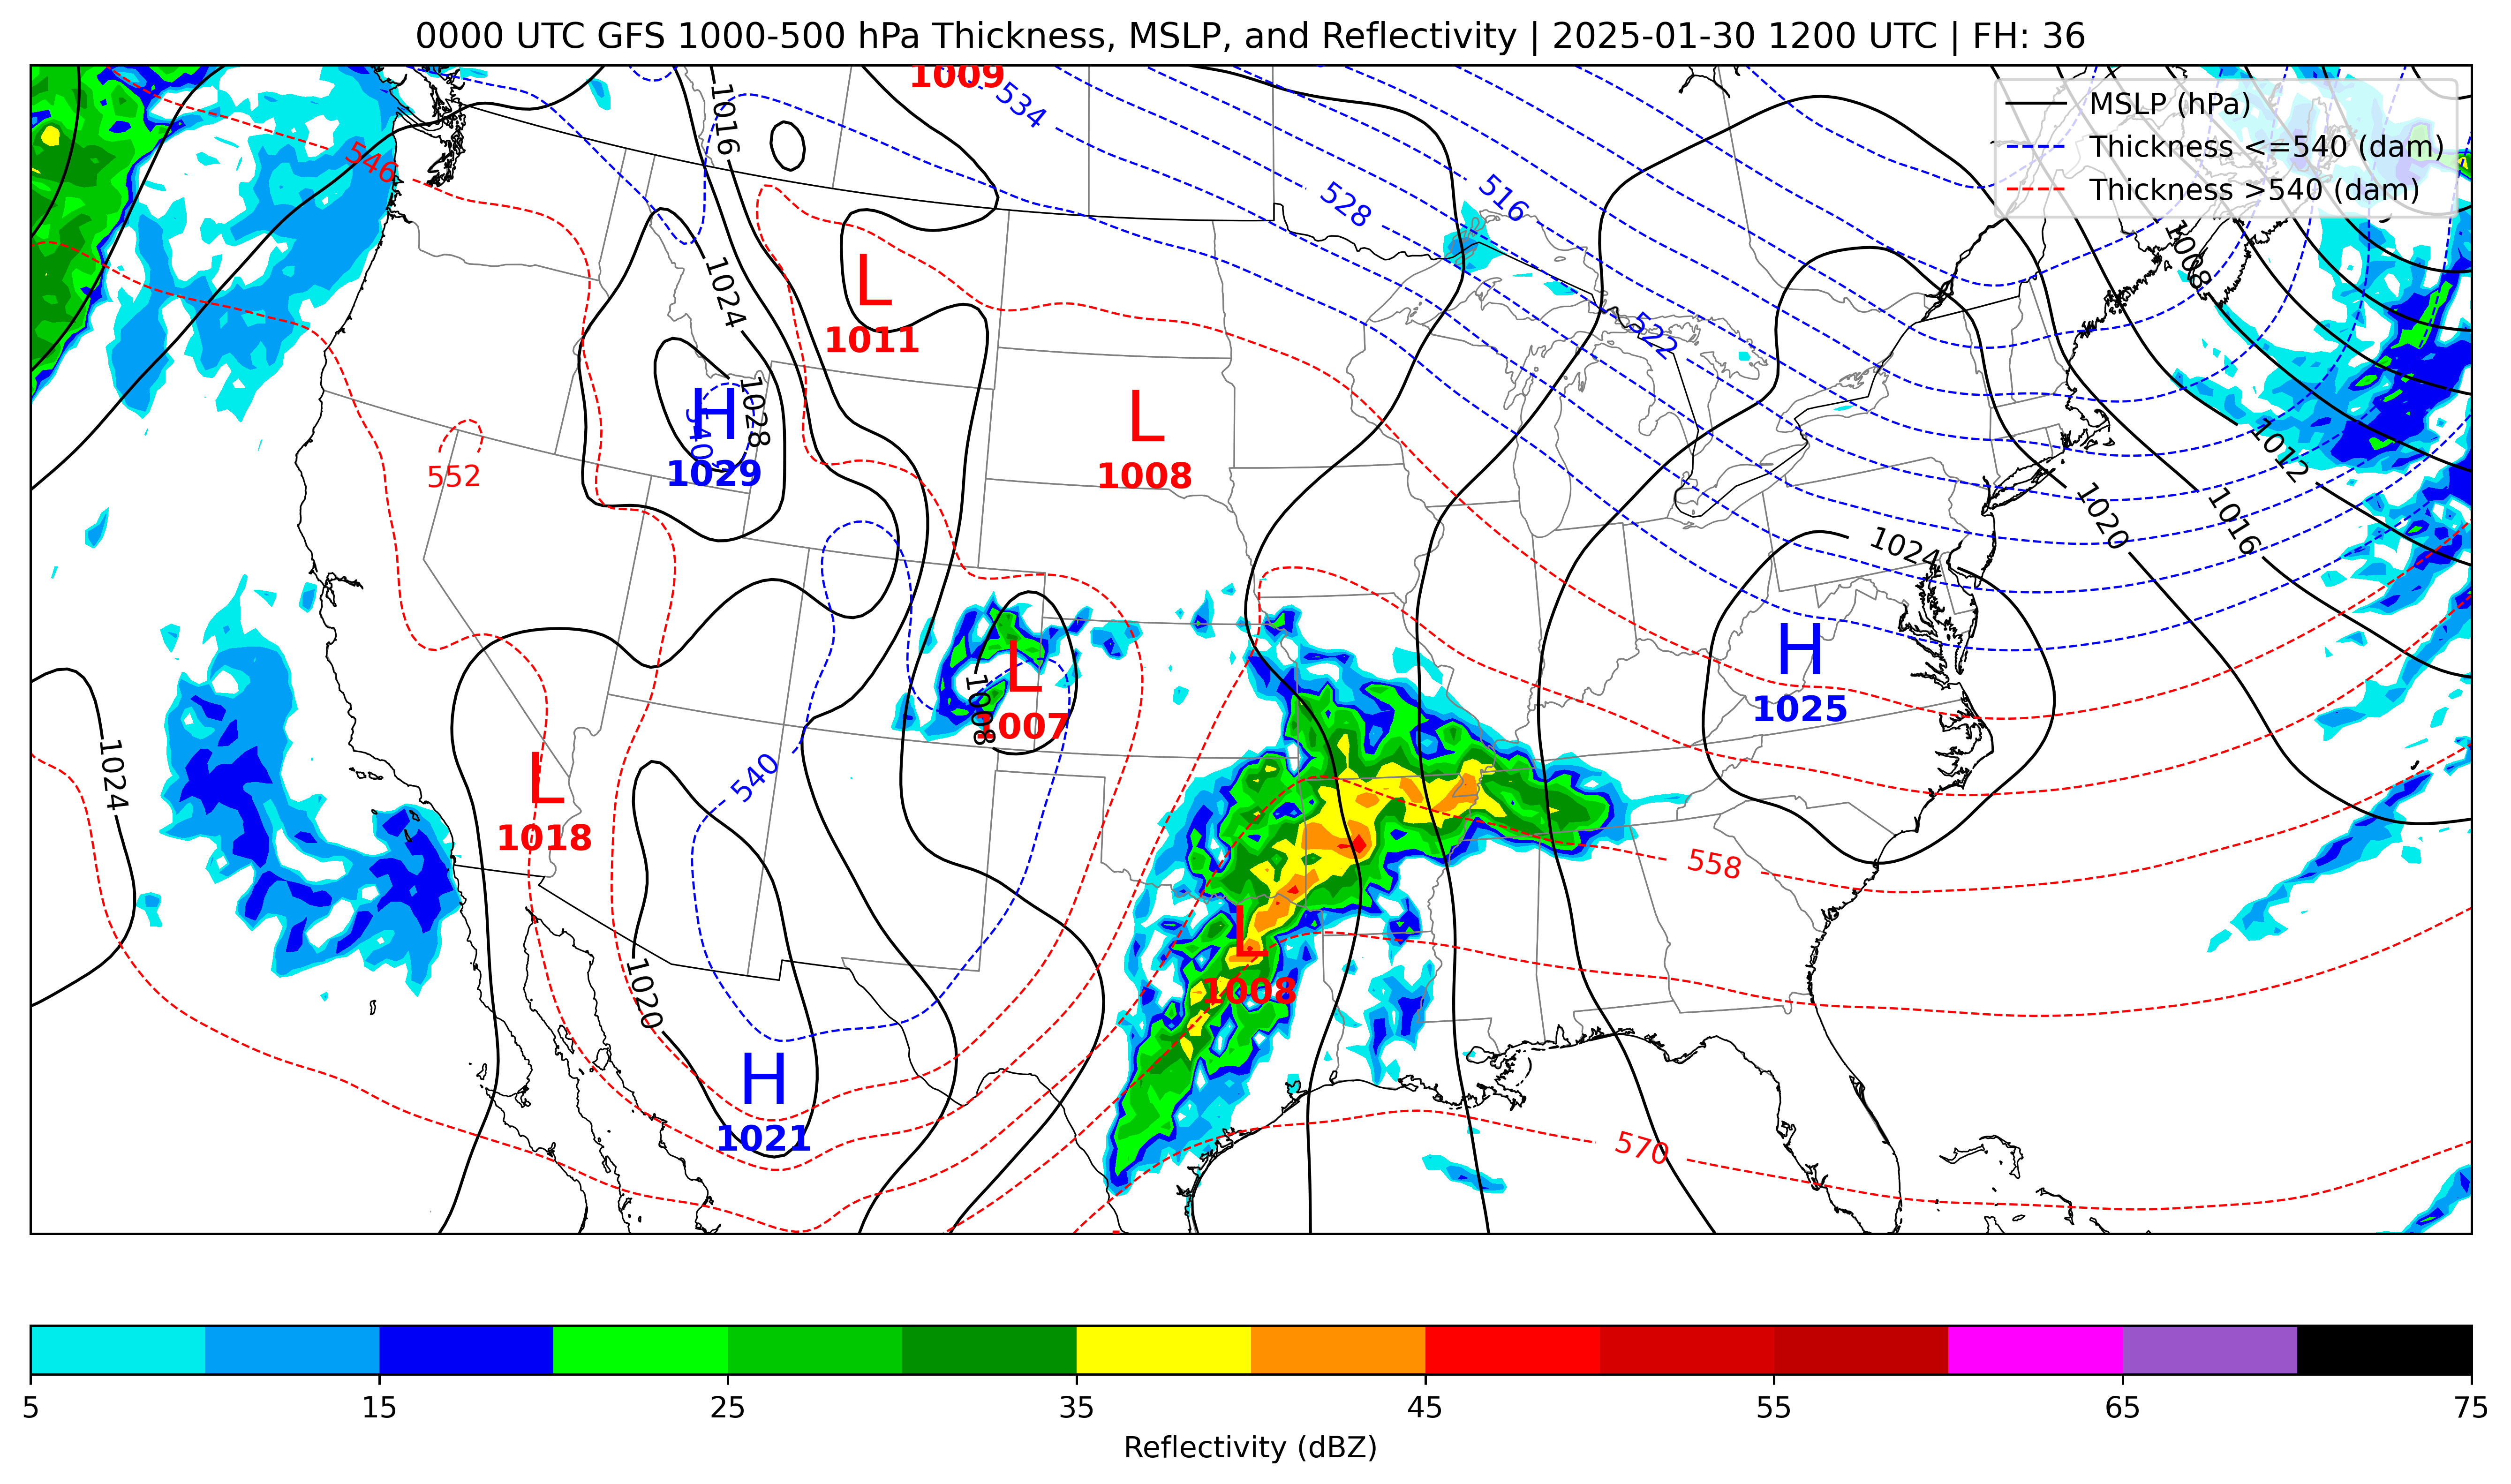 0000 UTC GFS 1000-500 hPa Thickness, MSLP, and Reflectivity | 2025-01-30 1200 UTC | FH: 36
1009
534
MSLP (hPa)
Thickness <=540 (dam)
Thickness >540 (dam)
1016
546
528
516
1008
1024
L
1011
522
H
1029
540
1028
L
1008
552
1012
1020
1016
1024
L
1007
1008
H
1025
1024
540
L
1018
558
L
1008
1020
H
1021
570
5 15 25 35 45 55 65 75
Reflectivity (dBZ)